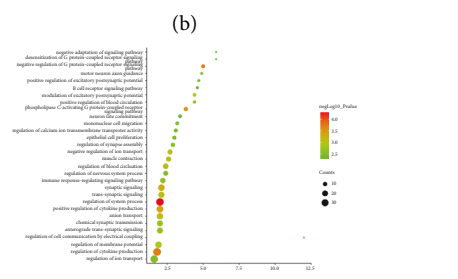 (b)
negative adaptation of signaling pathway
desensitization of G protein-coupled receptor signaling
pathway
negative regulation of G protein-coupled receptor signaling
pathway
motor neuron axon guidance
positive regulation of excitatory postsynaptic potential
B cell receptor signaling pathway
modulation of excitatory postsynaptic potential
positive regulation of blood circulation
phospholipase C-activating G protein-coupled receptor
signaling pathway
neuron fate commitment
mononuclear cell migration
regulation of calcium ion transmembrane transporter activity
epithelial cell proliferation
regulation of synapse assembly
negative regulation of ion transport
muscle contraction
regulation of blood circulation
regulation of nervous system process
immune response-regulating signaling pathway
synaptic signaling
trans-synaptic signaling
regulation of system process
positive regulation of cytokine production
anion transport
chemical synaptic transmission
anterograde trans-synaptic signaling
regulation of cell communication by electrical coupling
regulation of membrane potential
regulation of cytokine production
regulation of ion transport
2.5 5.0 7.5 10.0 12.5
negLog10_Pvalue
4.0
3.5
3.0
2.5
Counts
10
20
30